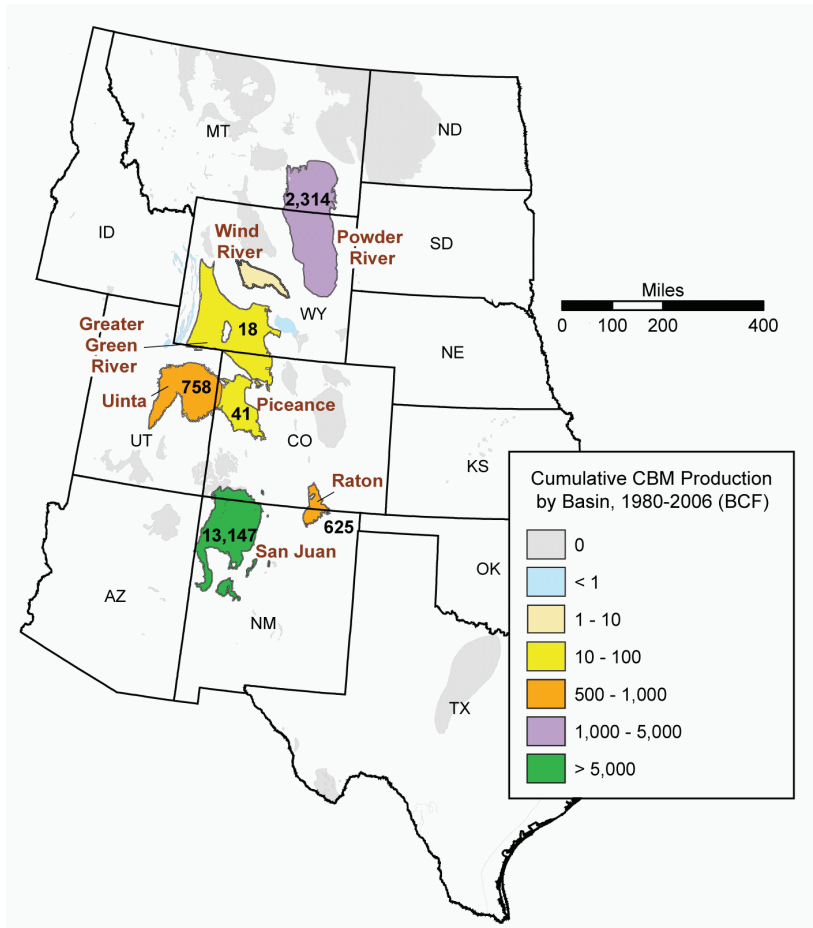 MT
ND
2,314
ID
Wind
River
Powder
River
SD
WY
Miles
0 100 200 400
Greater
Green
River
18
NE
758
Uinta
41
Piceance
UT
CO
KS
Raton
625
13,147
San Juan
OK
AZ
NM
TX
Cumulative CBM Production
by Basin, 1980-2006 (BCF)
0
< 1
1 - 10
10 - 100
500 - 1,000
1,000 - 5,000
> 5,000